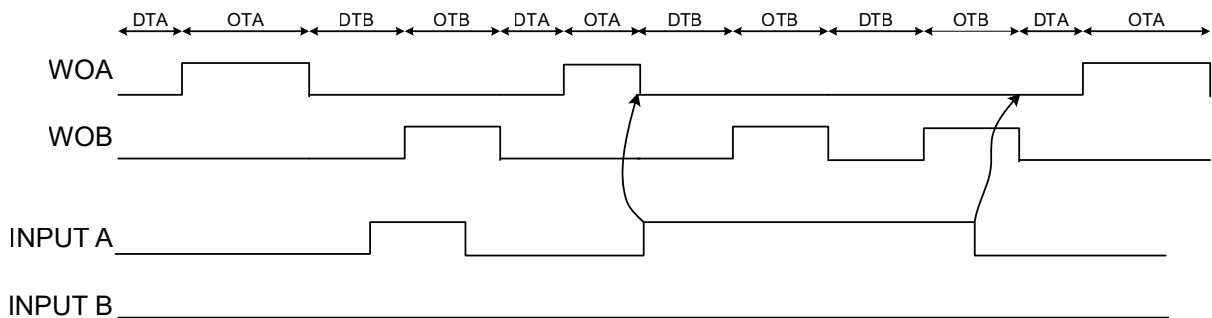 DTA OTA DTB OTB DTA OTA DTB OTB DTB OTB DTA OTA
WOA
WOB
INPUT A
INPUT B